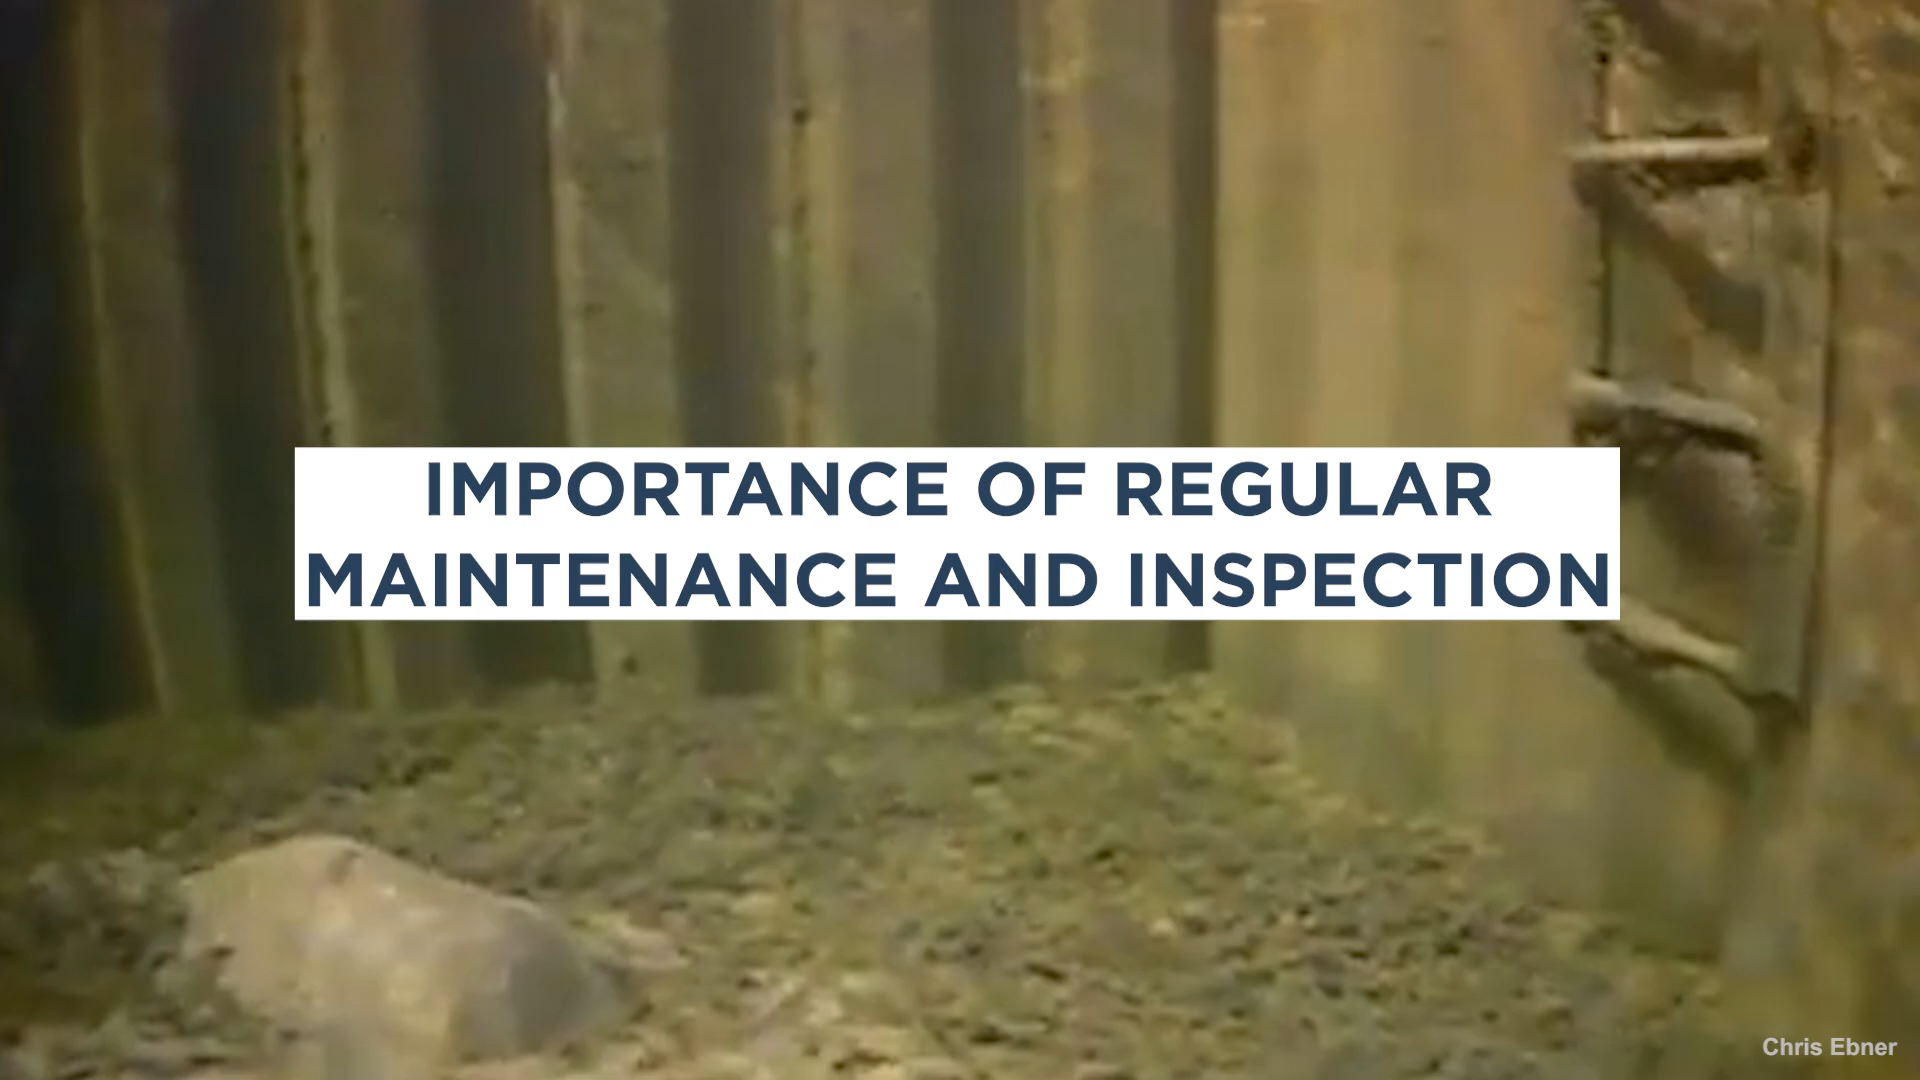 IMPORTANCE OF REGULAR
MAINTENANCE AND INSPECTION
Chris Ebner